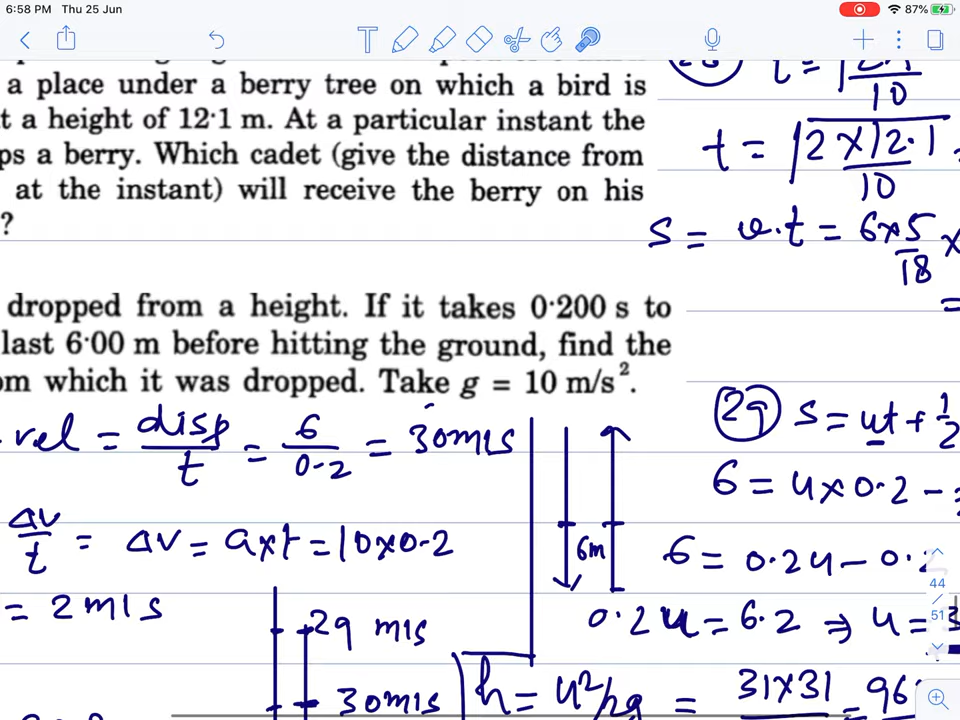 6:58 PM Thu 25 Jun
87%
a place under a berry tree on which a bird is
t a height of 12·1 m. At a particular instant the
ps a berry. Which cadet (give the distance from
at the instant) will receive the berry on his
?
10
t = √2×12·1
10
s = v.t = 6×5 ×
18
=
dropped from a height. If it takes 0·200 s to
last 6·00 m before hitting the ground, find the
om which it was dropped. Take g = 10 m/s².
vel = disp = 6 = 30m/s
t 0.2
Δv = Δv = a×t = 10×0.2
t
= 2 m/s
29 m/s
30m/s
6m
29 s = ut + 1
2
6 = u×0.2 -
6 = 0.2u - 0.2
0.2u = 6.2 ⇒ u = 3
h = u²/2g = 31×31 = 96
44
51